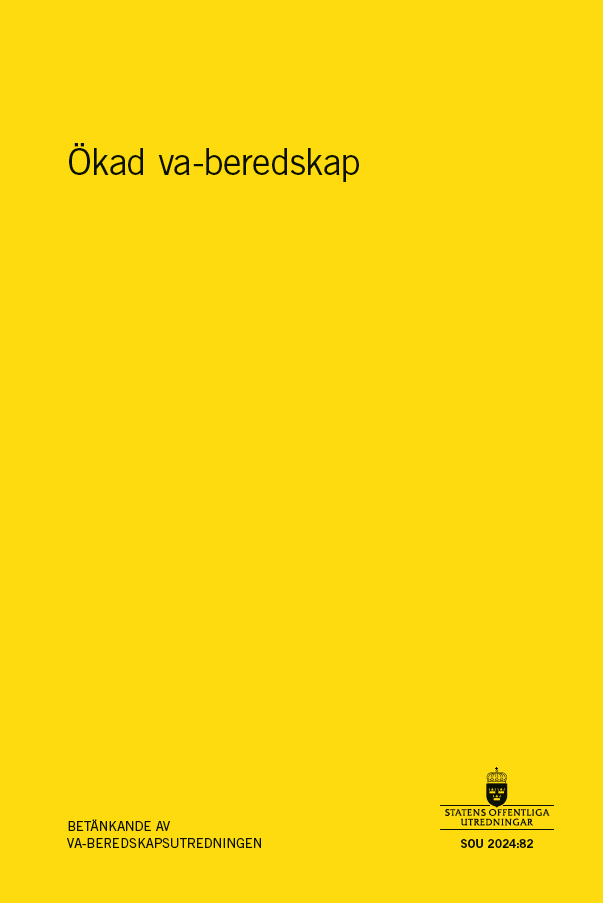 Ökad va-beredskap
BETÄNKANDE AV
VA-BEREDSKAPSUTREDNINGEN
STATENS OFFENTLIGA
UTREDNINGAR
SOU 2024:82